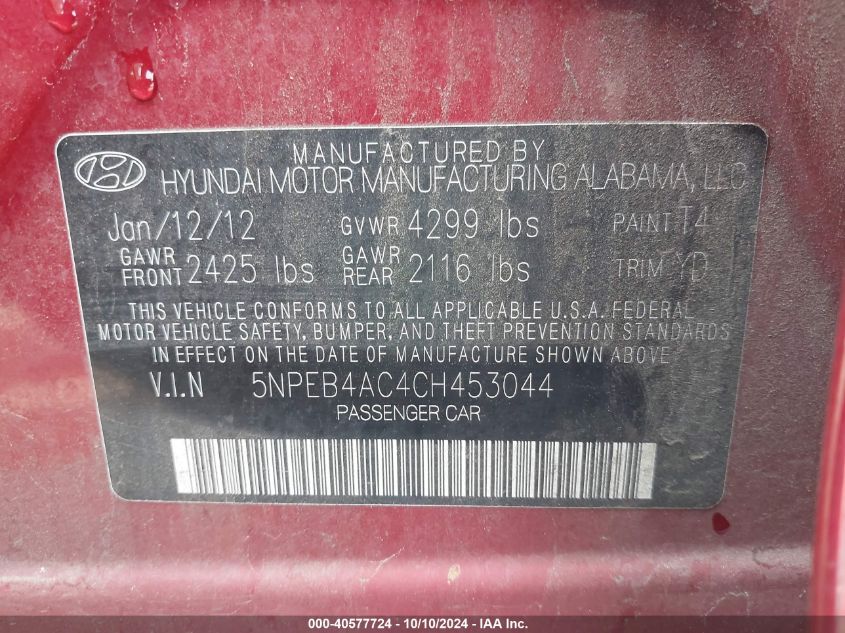 MANUFACTURED BY
HYUNDAI MOTOR MANUFACTURING ALABAMA, LLC
Jan/12/12 GVWR 4299 lbs PAINT T4
GAWR FRONT 2425 lbs GAWR REAR 2116 lbs TRIM YD
THIS VEHICLE CONFORMS TO ALL APPLICABLE U.S.A. FEDERAL
MOTOR VEHICLE SAFETY, BUMPER, AND THEFT PREVENTION STANDARDS
IN EFFECT ON THE DATE OF MANUFACTURE SHOWN ABOVE.
V.I.N 5NPEB4AC4CH453044
PASSENGER CAR
000-40577724 - 10/10/2024 - IAA Inc.